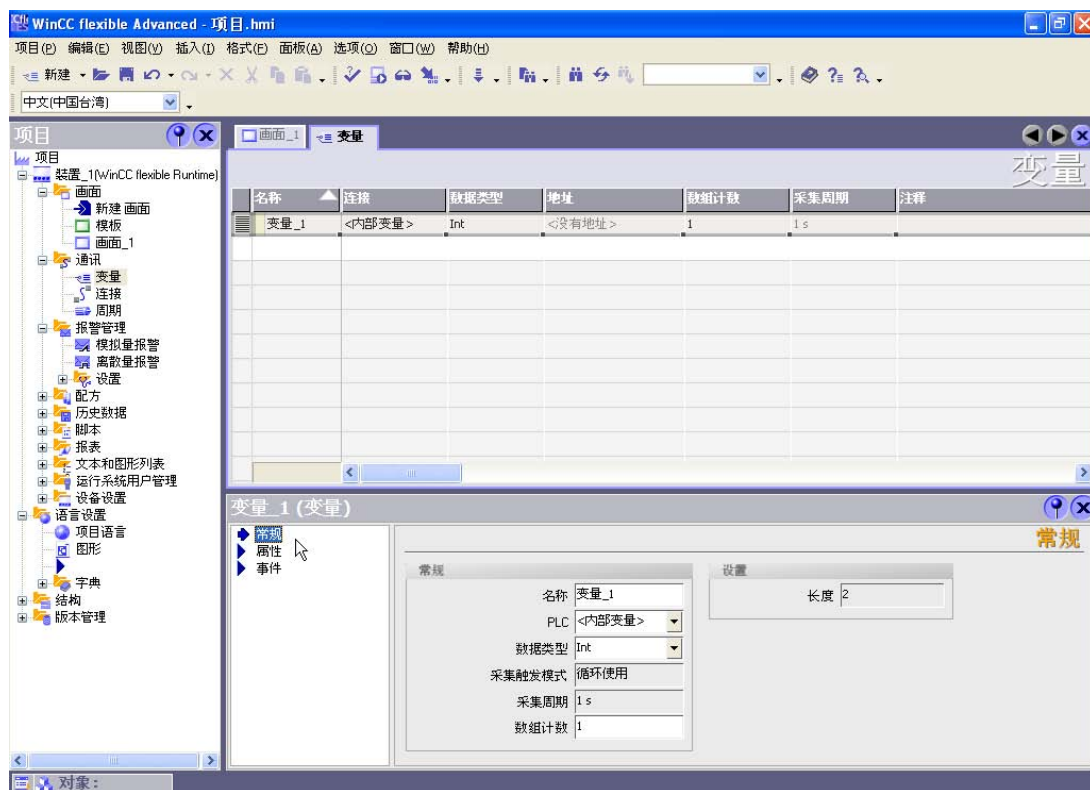 WinCC flexible Advanced - 项目.hmi
项目(P) 编辑(E) 视图(V) 插入(I) 格式(F) 面板(A) 选项(O) 窗口(W) 帮助(H)
新建
中文(中国台湾)
项目
项目
装置_1(WinCC flexible Runtime)
画面
新建 画面
模板
画面_1
通讯
变量
连接
周期
报警管理
模拟量报警
离散量报警
设置
配方
历史数据
脚本
报表
文本和图形列表
运行系统用户管理
设备设置
语言设置
项目语言
图形
字典
结构
版本管理
画面_1 变量
变量
名称 连接 数据类型 地址 数组计数 采集周期 注释
变量_1 <内部变量> Int <没有地址> 1 1 s
变量_1 (变量)
常规
属性
事件
常规
常规
名称 变量_1
PLC <内部变量>
数据类型 Int
采集触发模式 循环使用
采集周期 1 s
数组计数 1
设置
长度 2
对象: